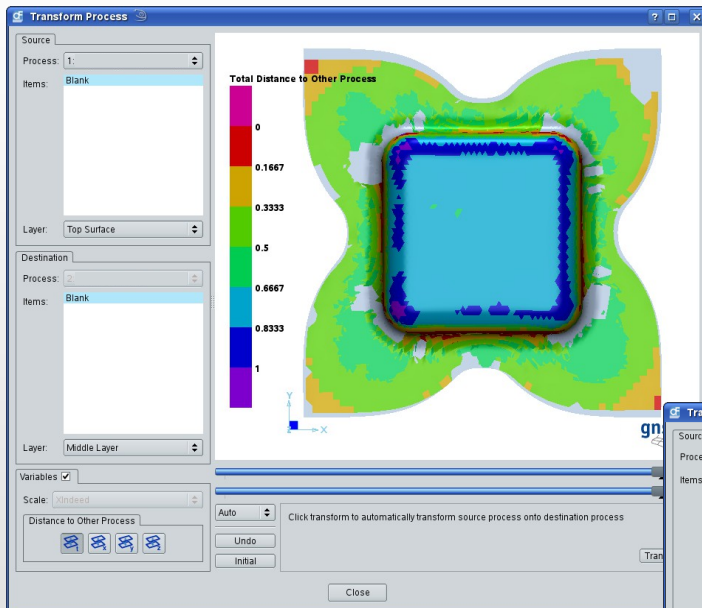 Transform Process
Source
Process: 1:
Items: Blank
Layer: Top Surface
Destination
Process: 2
Items: Blank
Layer: Middle Layer
Variables
Scale: XIndeed
Distance to Other Process
Total Distance to Other Process
0
0.1667
0.3333
0.5
0.6667
0.8333
1
Y
Z
X
gns
Auto
Undo
Initial
Click transform to automatically transform source process onto destination process
Tran
Close
Tra
Sourc
Proce
Items